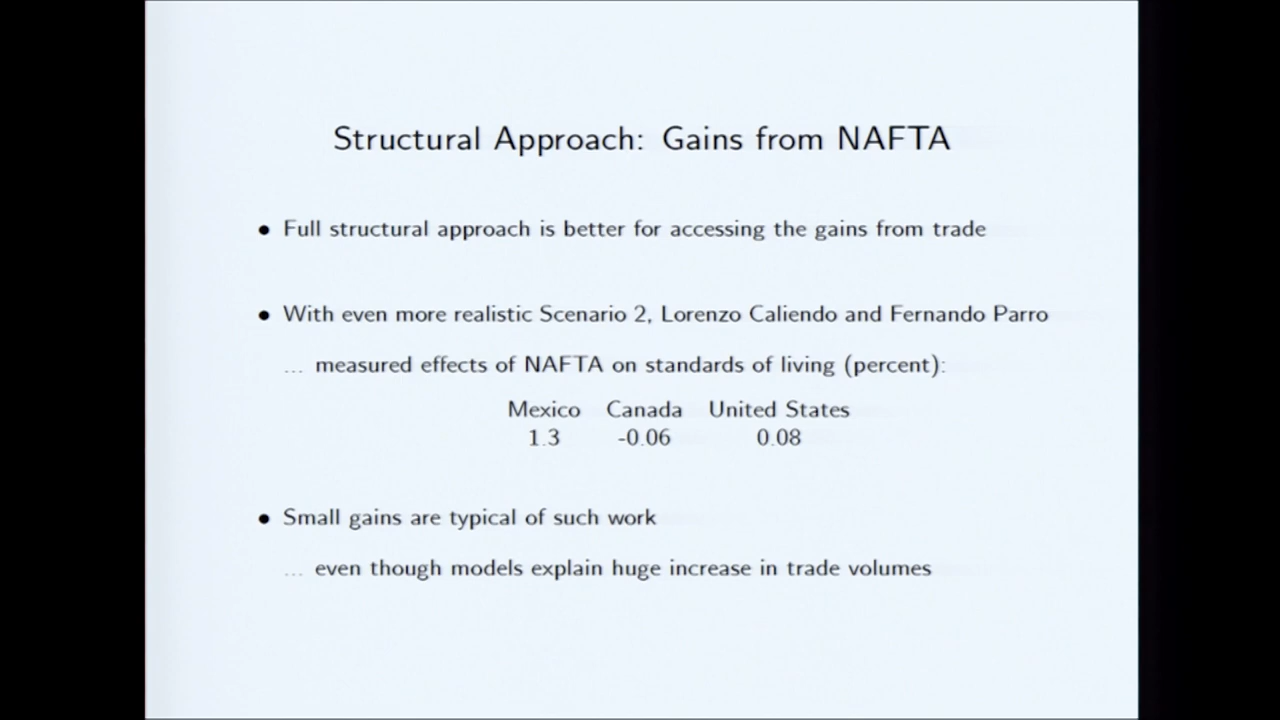 Structural Approach: Gains from NAFTA
• Full structural approach is better for accessing the gains from trade
• With even more realistic Scenario 2, Lorenzo Caliendo and Fernando Parro
... measured effects of NAFTA on standards of living (percent):
Mexico Canada United States
1.3 -0.06 0.08
• Small gains are typical of such work
... even though models explain huge increase in trade volumes